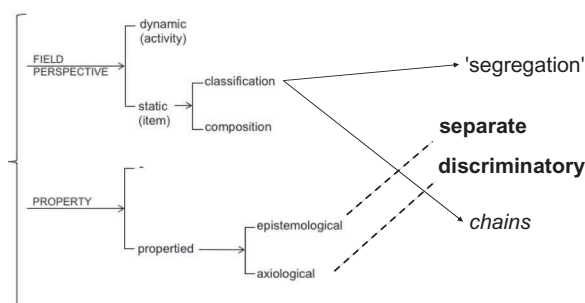 dynamic
(activity)
FIELD
PERSPECTIVE
classification
'segregation'
static
(item)
composition
separate
discriminatory
PROPERTY
-
epistemological
chains
propertied
axiological